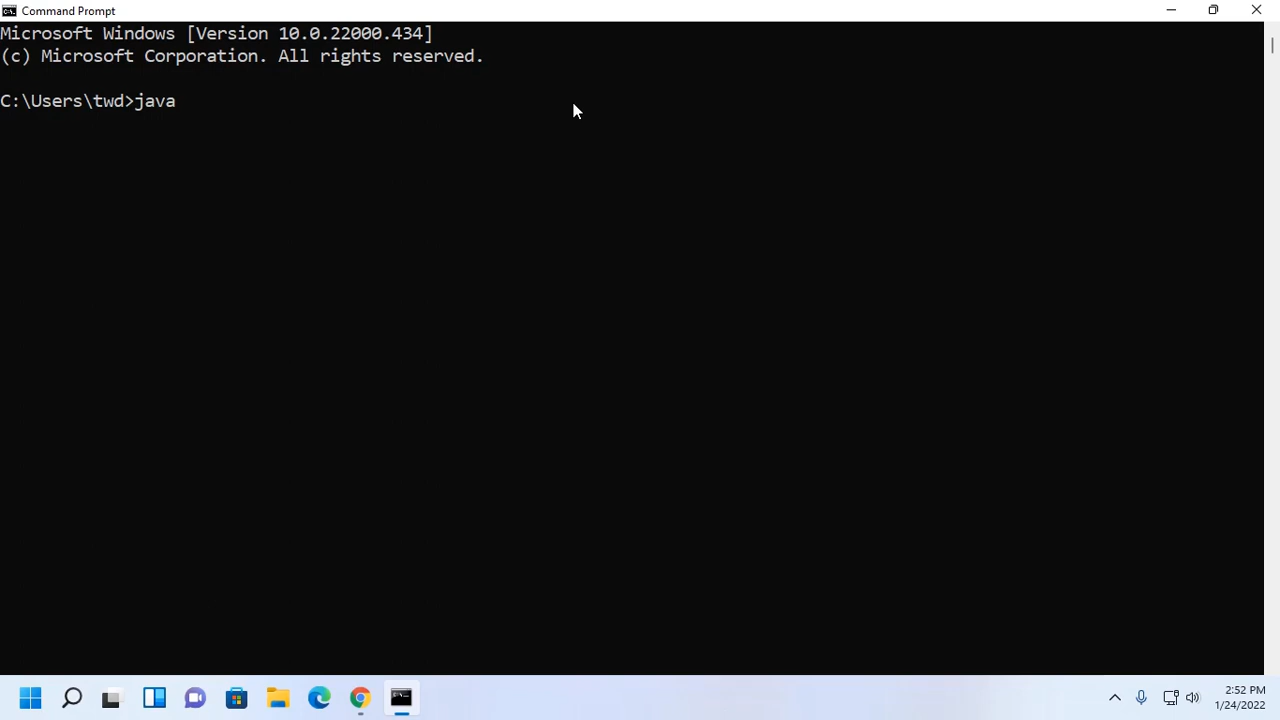 Command Prompt
Microsoft Windows [Version 10.0.22000.434]
(c) Microsoft Corporation. All rights reserved.
C:\Users\twd>java
2:52 PM
1/24/2022